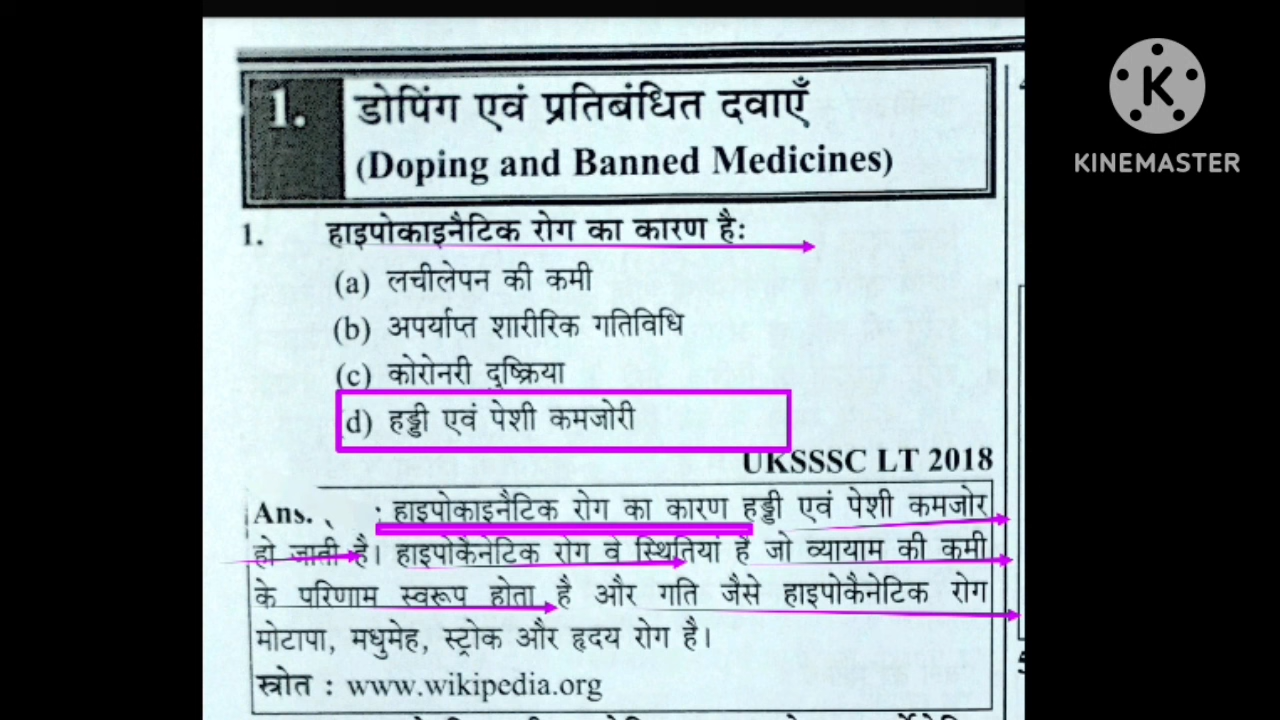 K
KINEMASTER
1. डोपिंग एवं प्रतिबंधित दवाएँ
(Doping and Banned Medicines)
1. हाइपोकाइनैटिक रोग का कारण हैः
(a) लचीलेपन की कमी
(b) अपर्याप्त शारीरिक गतिविधि
(c) कोरोनरी दुष्क्रिया
d) हड्डी एवं पेशी कमजोरी
UKSSSC LT 2018
Ans. : हाइपोकाइनैटिक रोग का कारण हड्डी एवं पेशी कमजोर
हो जाती है। हाइपोकैनेटिक रोग वे स्थितियां हैं जो व्यायाम की कमी
के परिणाम स्वरूप होता है और गति जैसे हाइपोकैनेटिक रोग
मोटापा, मधुमेह, स्ट्रोक और हृदय रोग है।
स्त्रोत : www.wikipedia.org